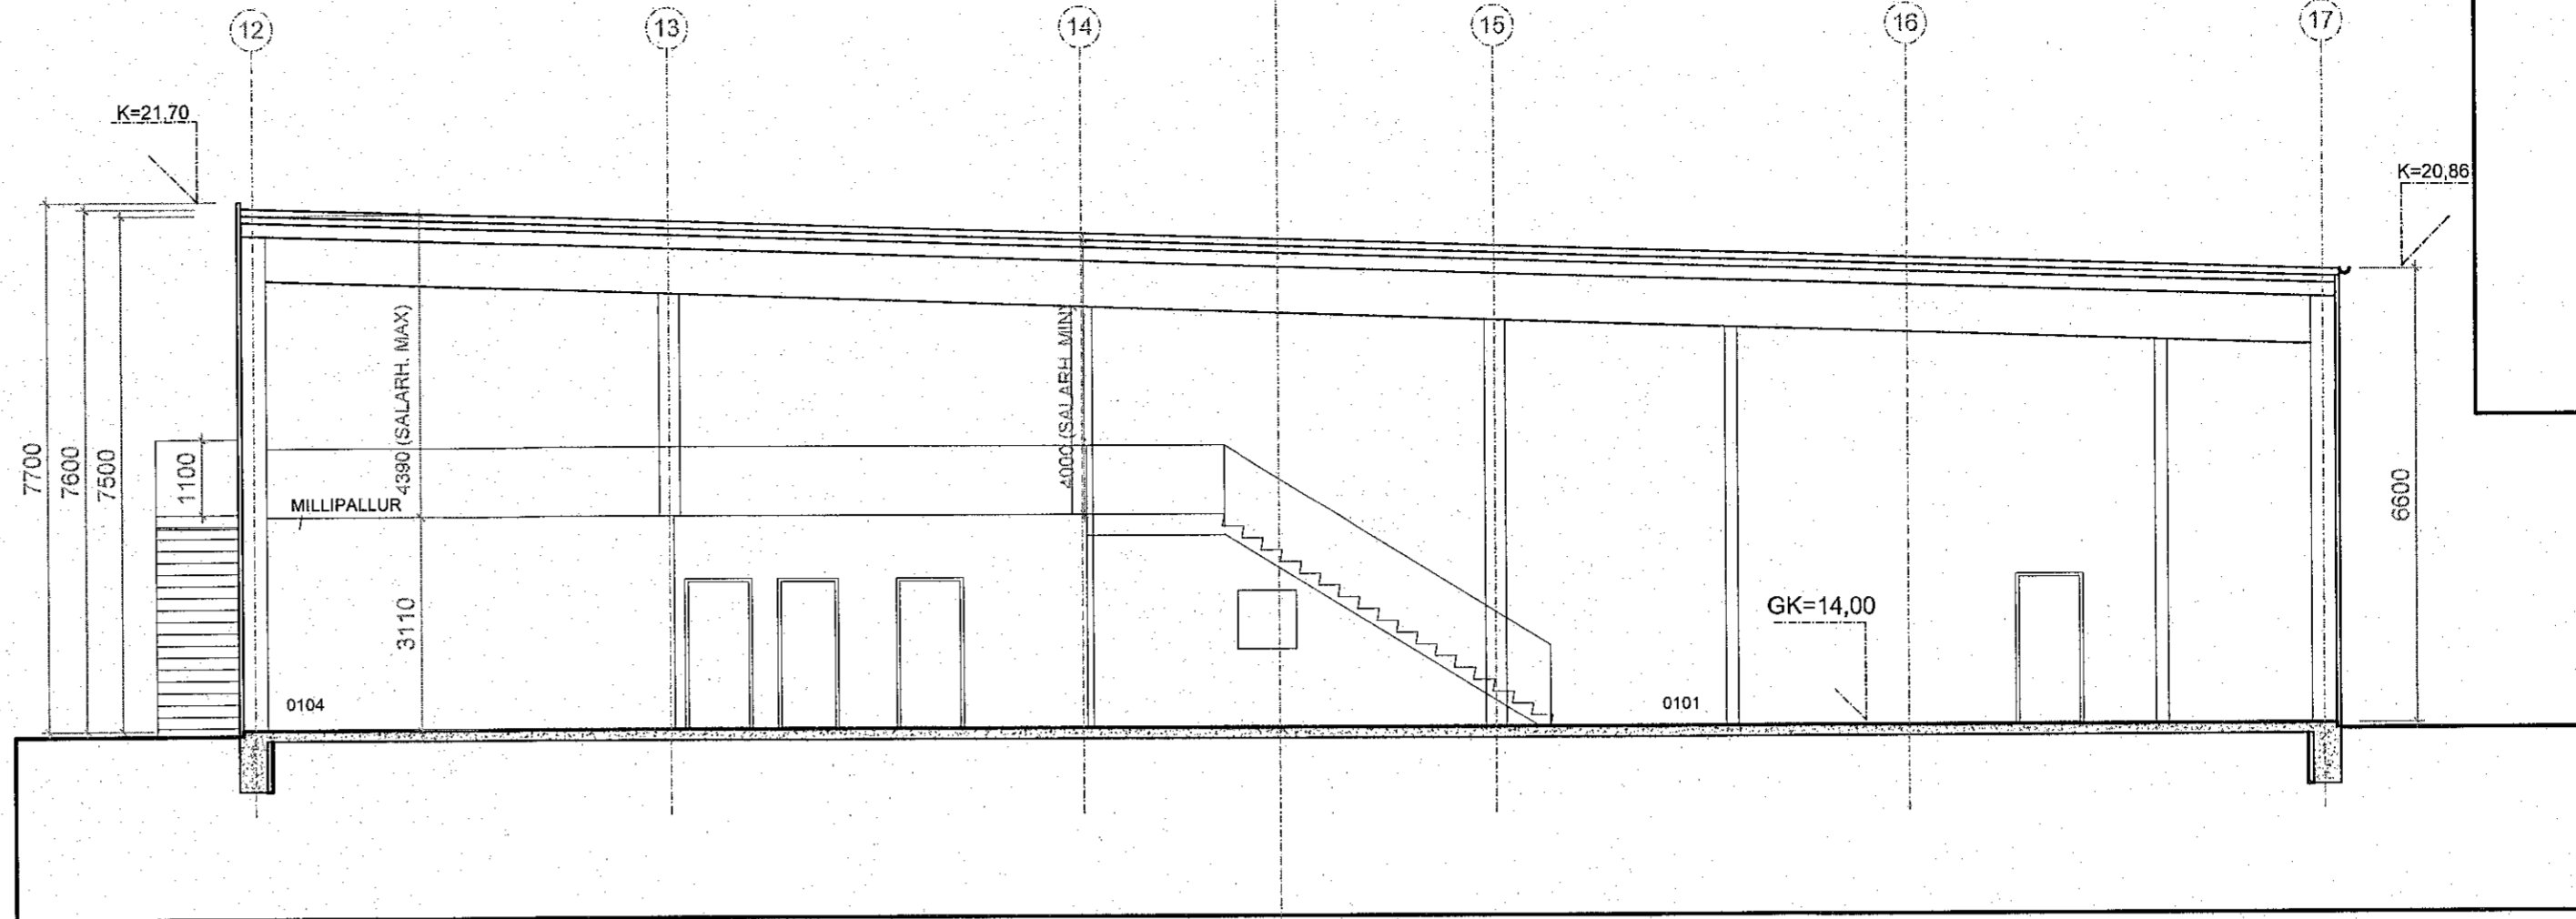 12
13
14
15
16
17
K=21,70
K=20,86
7700
7600
7500
1100
4390 (SALARH. MAX)
4000 (SALARH. MIN)
6600
MILLIPALLUR
3110
GK=14,00
0104
0101